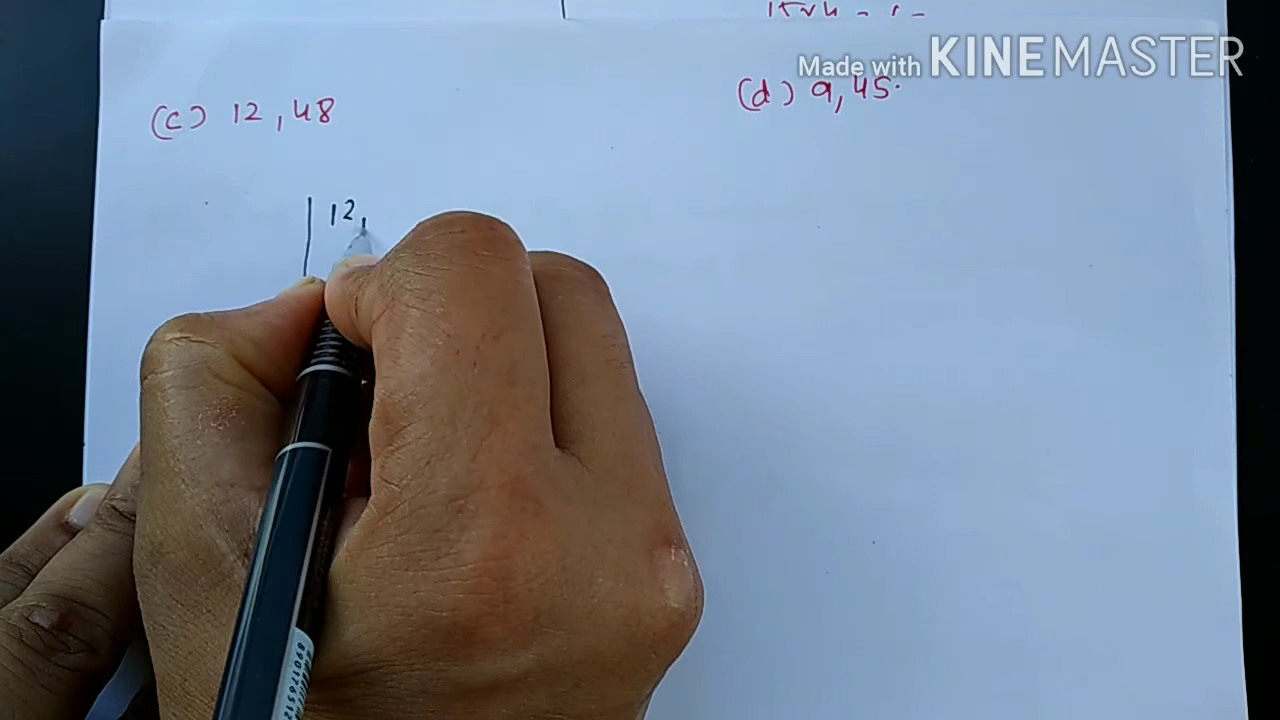 Made with KINEMASTER
(c) 12, 48
(d) 9, 45.
12,